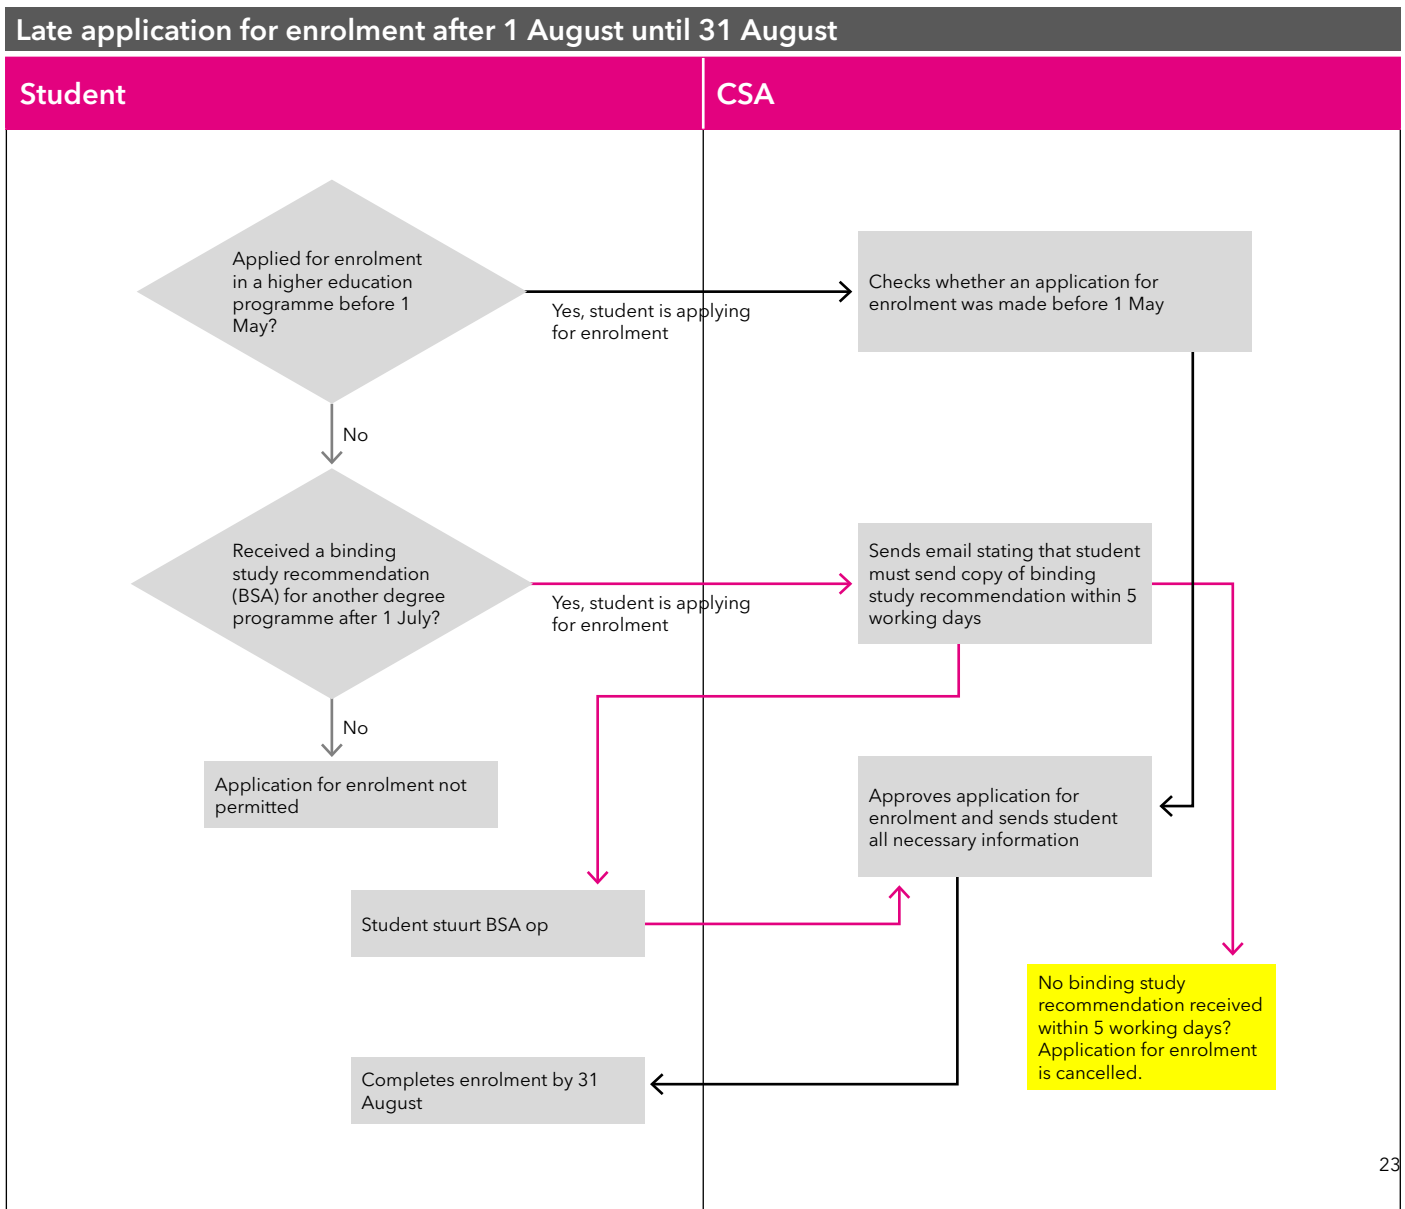 Late application for enrolment after 1 August until 31 August
Student
CSA
Applied for enrolment
in a higher education
programme before 1
May?
Yes, student is applying
for enrolment
Checks whether an application for
enrolment was made before 1 May
No
Received a binding
study recommendation
(BSA) for another degree
programme after 1 July?
Yes, student is applying
for enrolment
Sends email stating that student
must send copy of binding
study recommendation within 5
working days
No
Application for enrolment not
permitted
Approves application for
enrolment and sends student
all necessary information
Student stuurt BSA op
No binding study
recommendation received
within 5 working days?
Application for enrolment
is cancelled.
Completes enrolment by 31
August
23